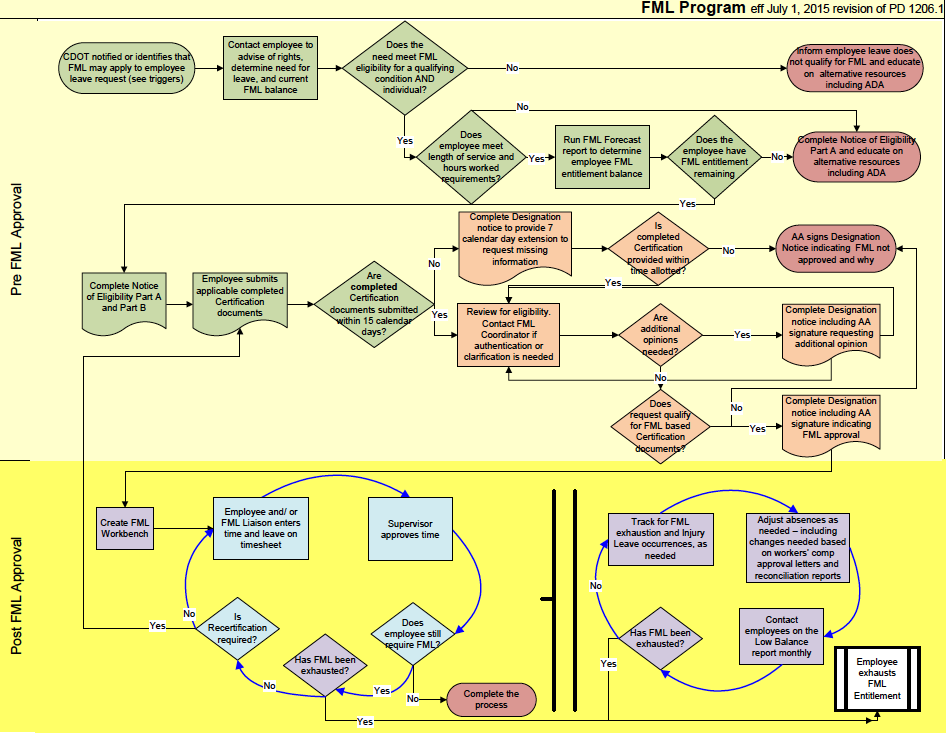 FML Program eff July 1, 2015 revision of PD 1206.1
Pre FML Approval
CDOT notified or identifies that
FML may apply to employee
leave request (see triggers)
Contact employee to
advise of rights,
determine need for
leave, and current
FML balance
Does the
need meet FML
eligibility for a qualifying
condition AND
individual?
No
Inform employee leave does
not qualify for FML and educate
on alternative resources
including ADA
Yes
No
Does
employee meet
length of service and
hours worked
requirements?
Yes
Run FML Forecast
report to determine
employee FML
entitlement balance
Does the
employee have
FML entitlement
remaining
No
Complete Notice of Eligibility
Part A and educate on
alternative resources
including ADA
Yes
Complete Notice
of Eligibility Part A
and Part B
Employee submits
applicable completed
Certification
documents
Are
completed
Certification
documents submitted
within 15 calendar
days?
No
Yes
Complete Designation
notice to provide 7
calendar day extension to
request missing
information
Is
completed
Certification
provided within
time allotted?
No
AA signs Designation
Notice indicating FML not
approved and why
Yes
Review for eligibility.
Contact FML
Coordinator if
authentication or
clarification is needed
Are
additional
opinions
needed?
Yes
Complete Designation
notice including AA
signature requesting
additional opinion
No
Does
request qualify
for FML based
Certification
documents?
No
Yes
Complete Designation
notice including AA
signature indicating
FML approval
Post FML Approval
Create FML
Workbench
Employee and/ or
FML Liaison enters
time and leave on
timesheet
Supervisor
approves time
Does
employee still
require FML?
Yes
No
Complete the
process
Has FML been
exhausted?
No
Yes
Is
Recertification
required?
No
Yes
Track for FML
exhaustion and Injury
Leave occurrences, as
needed
Adjust absences as
needed – including
changes needed based
on workers' comp
approval letters and
reconciliation reports
Contact
employees on the
Low Balance
report monthly
Has FML been
exhausted?
No
Yes
Employee
exhausts
FML
Entitlement